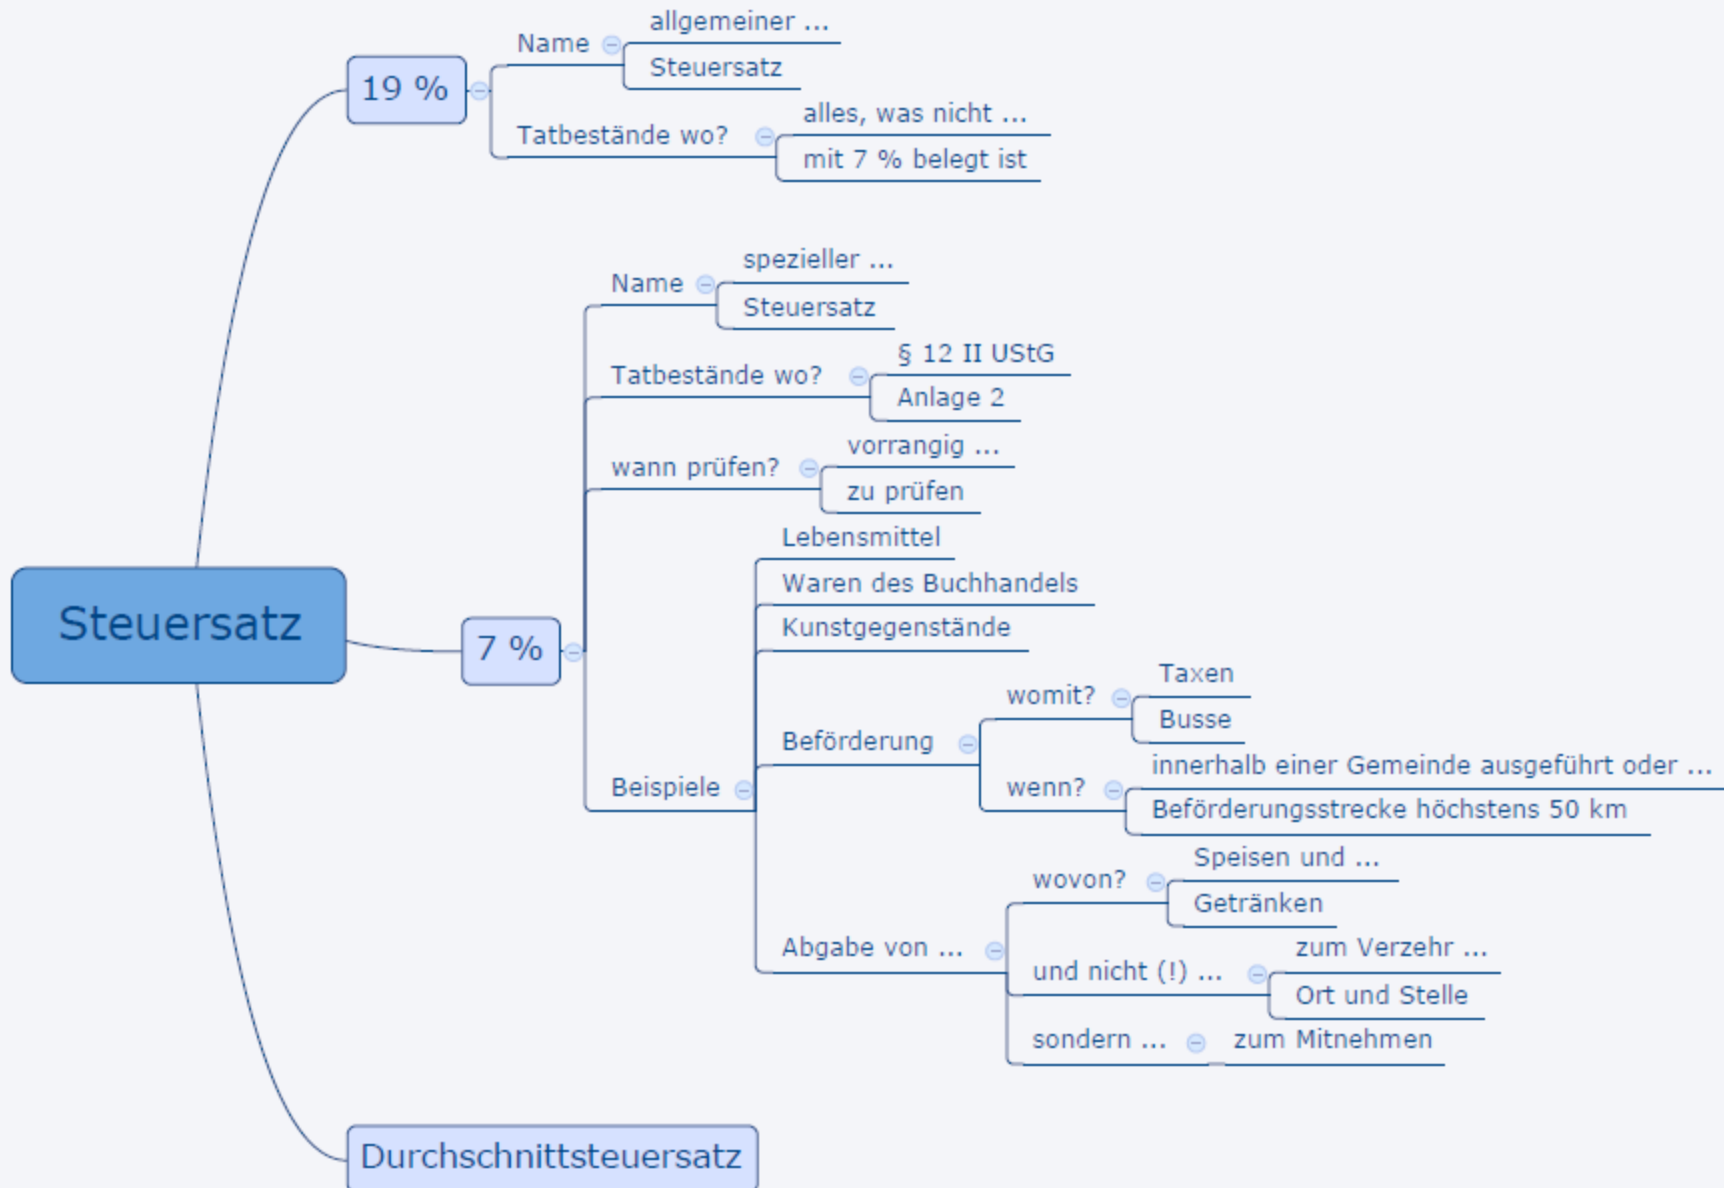 allgemeiner ...
Name
Steuersatz
19 %
alles, was nicht ...
Tatbestände wo?
mit 7 % belegt ist
spezieller ...
Name
Steuersatz
§ 12 II UStG
Tatbestände wo?
Anlage 2
vorrangig ...
wann prüfen?
zu prüfen
Lebensmittel
Waren des Buchhandels
Steuersatz
Kunstgegenstände
7 %
Taxen
womit?
Busse
Beförderung
innerhalb einer Gemeinde ausgeführt oder ...
Beispiele
wenn?
Beförderungsstrecke höchstens 50 km
Speisen und ...
wovon?
Getränken
Abgabe von ...
zum Verzehr ...
und nicht (!) ...
Ort und Stelle
sondern ...
zum Mitnehmen
Durchschnittsteuersatz